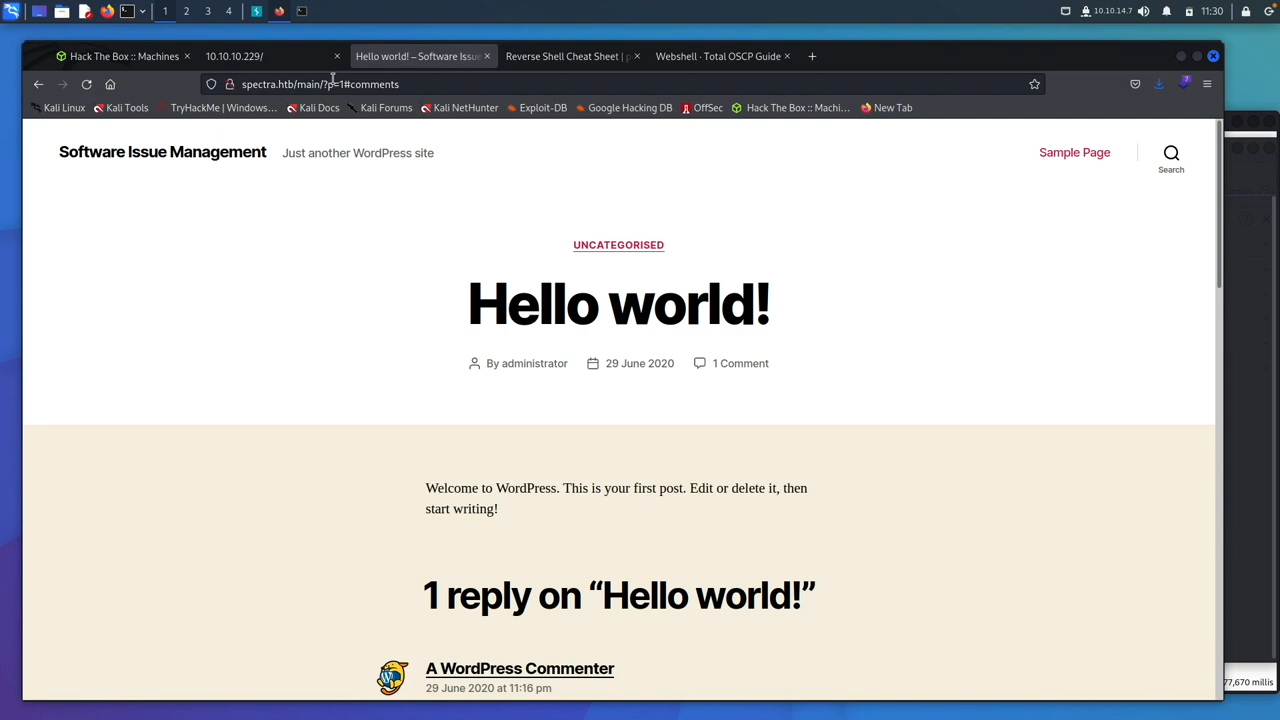 1 2 3 4 10.10.14.7 11:30
Hack The Box :: Machines
10.10.10.229/
Hello world! – Software Issue
Reverse Shell Cheat Sheet | p
Webshell · Total OSCP Guide
spectra.htb/main/?p=1#comments
7
Kali Linux
Kali Tools
TryHackMe | Windows…
Kali Docs
Kali Forums
Kali NetHunter
Exploit-DB
Google Hacking DB
OffSec
Hack The Box :: Machi…
New Tab
Software Issue Management
Just another WordPress site
Sample Page
Search
UNCATEGORISED
Hello world!
By administrator
29 June 2020
1 Comment
Welcome to WordPress. This is your first post. Edit or delete it, then
start writing!
1 reply on “Hello world!”
A WordPress Commenter
29 June 2020 at 11:16 pm
77,670 millis